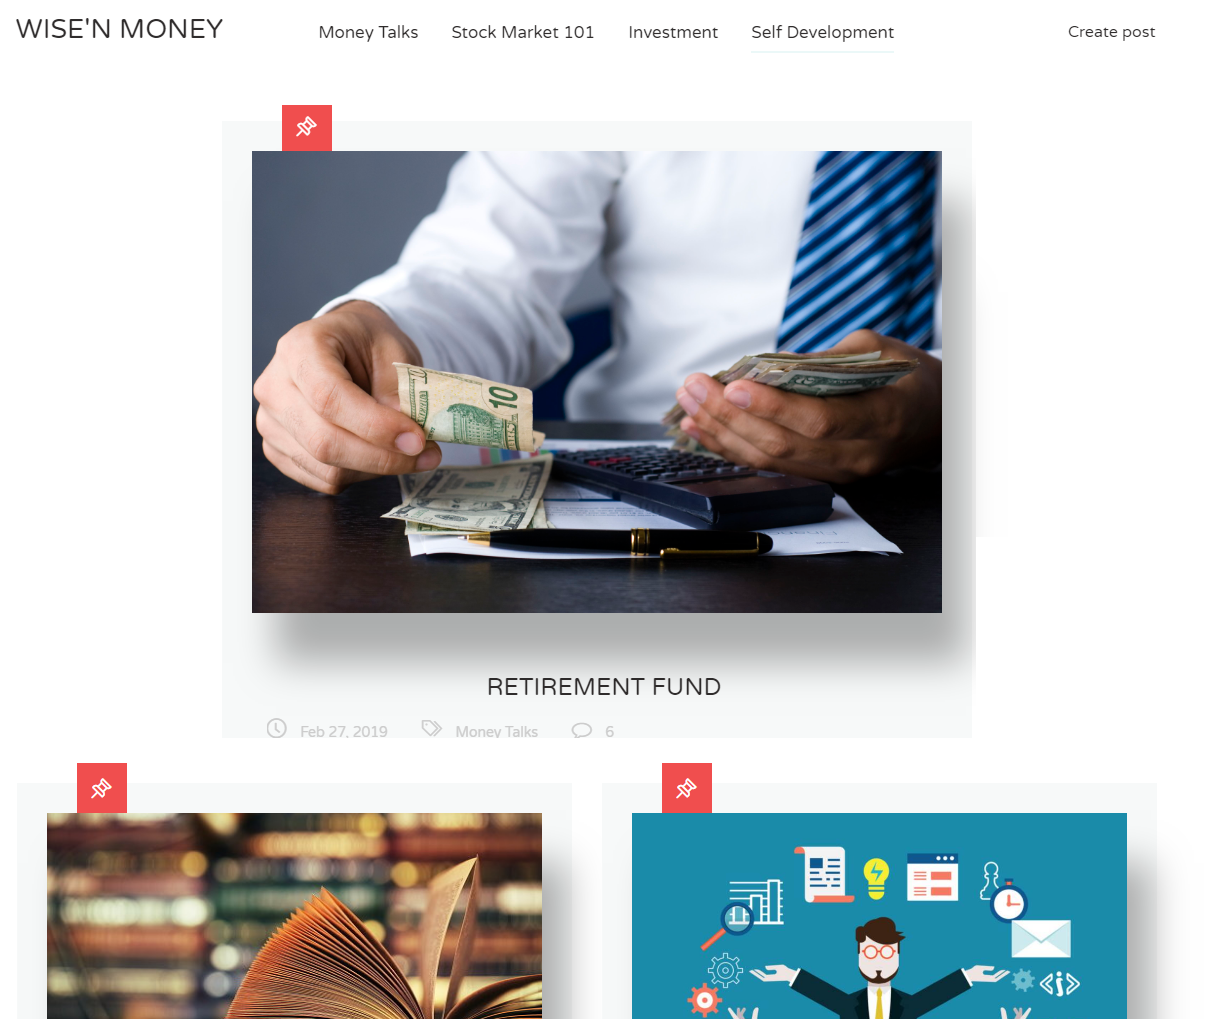 WISE'N MONEY
Money Talks Stock Market 101 Investment Self Development
Create post
10
RETIREMENT FUND
Feb 27, 2019 Money Talks 6